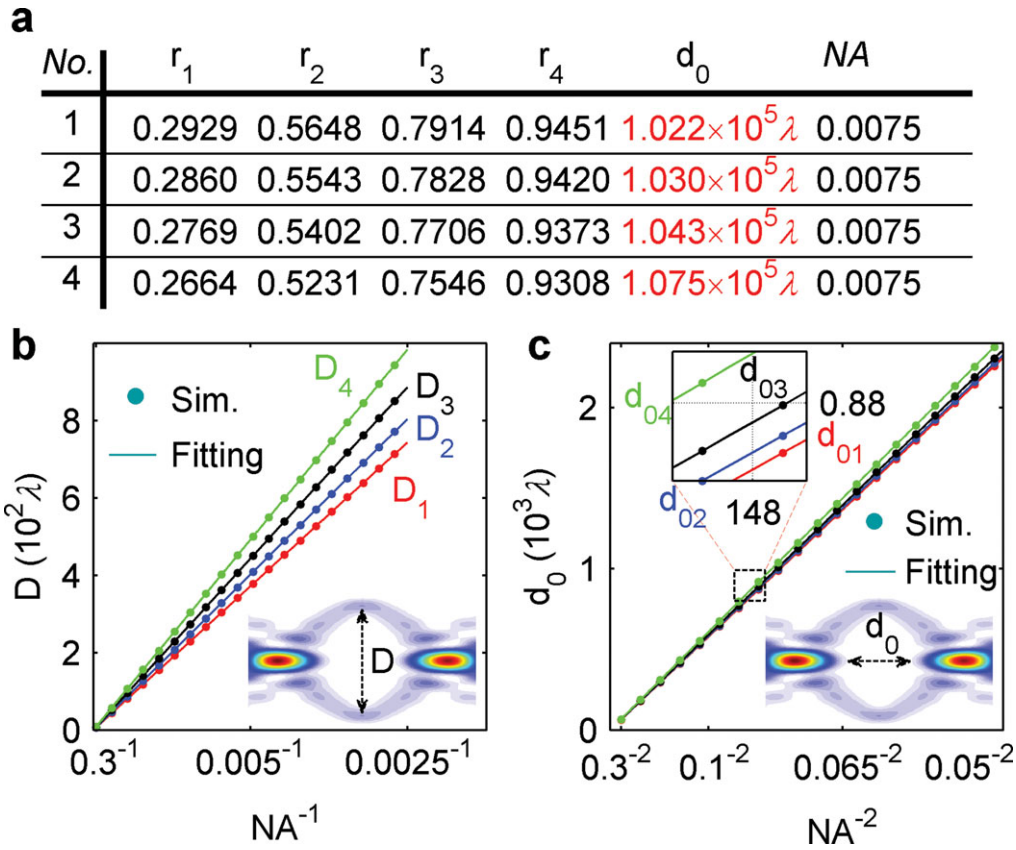 a
No. r1 r2 r3 r4 d0 NA
1 0.2929 0.5648 0.7914 0.9451 1.022×10^5 λ 0.0075
2 0.2860 0.5543 0.7828 0.9420 1.030×10^5 λ 0.0075
3 0.2769 0.5402 0.7706 0.9373 1.043×10^5 λ 0.0075
4 0.2664 0.5231 0.7546 0.9308 1.075×10^5 λ 0.0075
b
D (10^2 λ)
8
6
4
2
0
Sim.
Fitting
D4
D3
D2
D1
D
0.3^-1 0.005^-1 0.0025^-1
NA^-1
c
d0 (10^3 λ)
2
1
0
d04
d03
0.88
d01
d02
148
Sim.
Fitting
d0
0.3^-2 0.1^-2 0.065^-2 0.05^-2
NA^-2